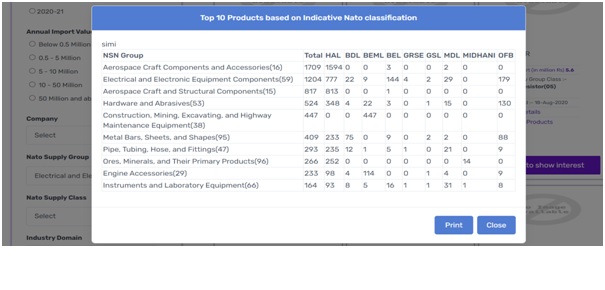 2020-21
Top 10 Products based on Indicative Nato classification
Annual Import Value
Below 0.5 Million
0.5 - 5 Million
5 - 10 Million
10 - 50 Million
50 Million and ab
Company
Select
Nato Supply Group
Electrical and Ele
Nato Supply Class
Select
Industry Domain
simi
NSN Group Total HAL BDL BEML BEL GRSE GSL MDL MIDHANI OFB
Aerospace Craft Components and Accessories(16) 1709 1594 0 0 3 0 0 2 0 0
Electrical and Electronic Equipment Components(59) 1204 777 22 9 144 4 2 29 0 179
Aerospace Craft and Structural Components(15) 817 813 0 0 1 0 0 0 0 0
Hardware and Abrasives(53) 524 348 4 22 3 0 1 15 0 130
Construction, Mining, Excavating, and Highway
Maintenance Equipment(38) 447 0 0 447 0 0 0 0 0 0
Metal Bars, Sheets, and Shapes(95) 409 233 75 0 9 0 2 2 0 88
Pipe, Tubing, Hose, and Fittings(47) 293 235 12 1 5 1 0 21 0 9
Ores, Minerals, and Their Primary Products(96) 266 252 0 0 0 0 0 0 14 0
Engine Accessories(29) 233 98 4 114 0 0 1 4 0 9
Instruments and Laboratory Equipment(66) 164 93 8 5 16 1 1 31 1 8
Print Close
Products
to show interest